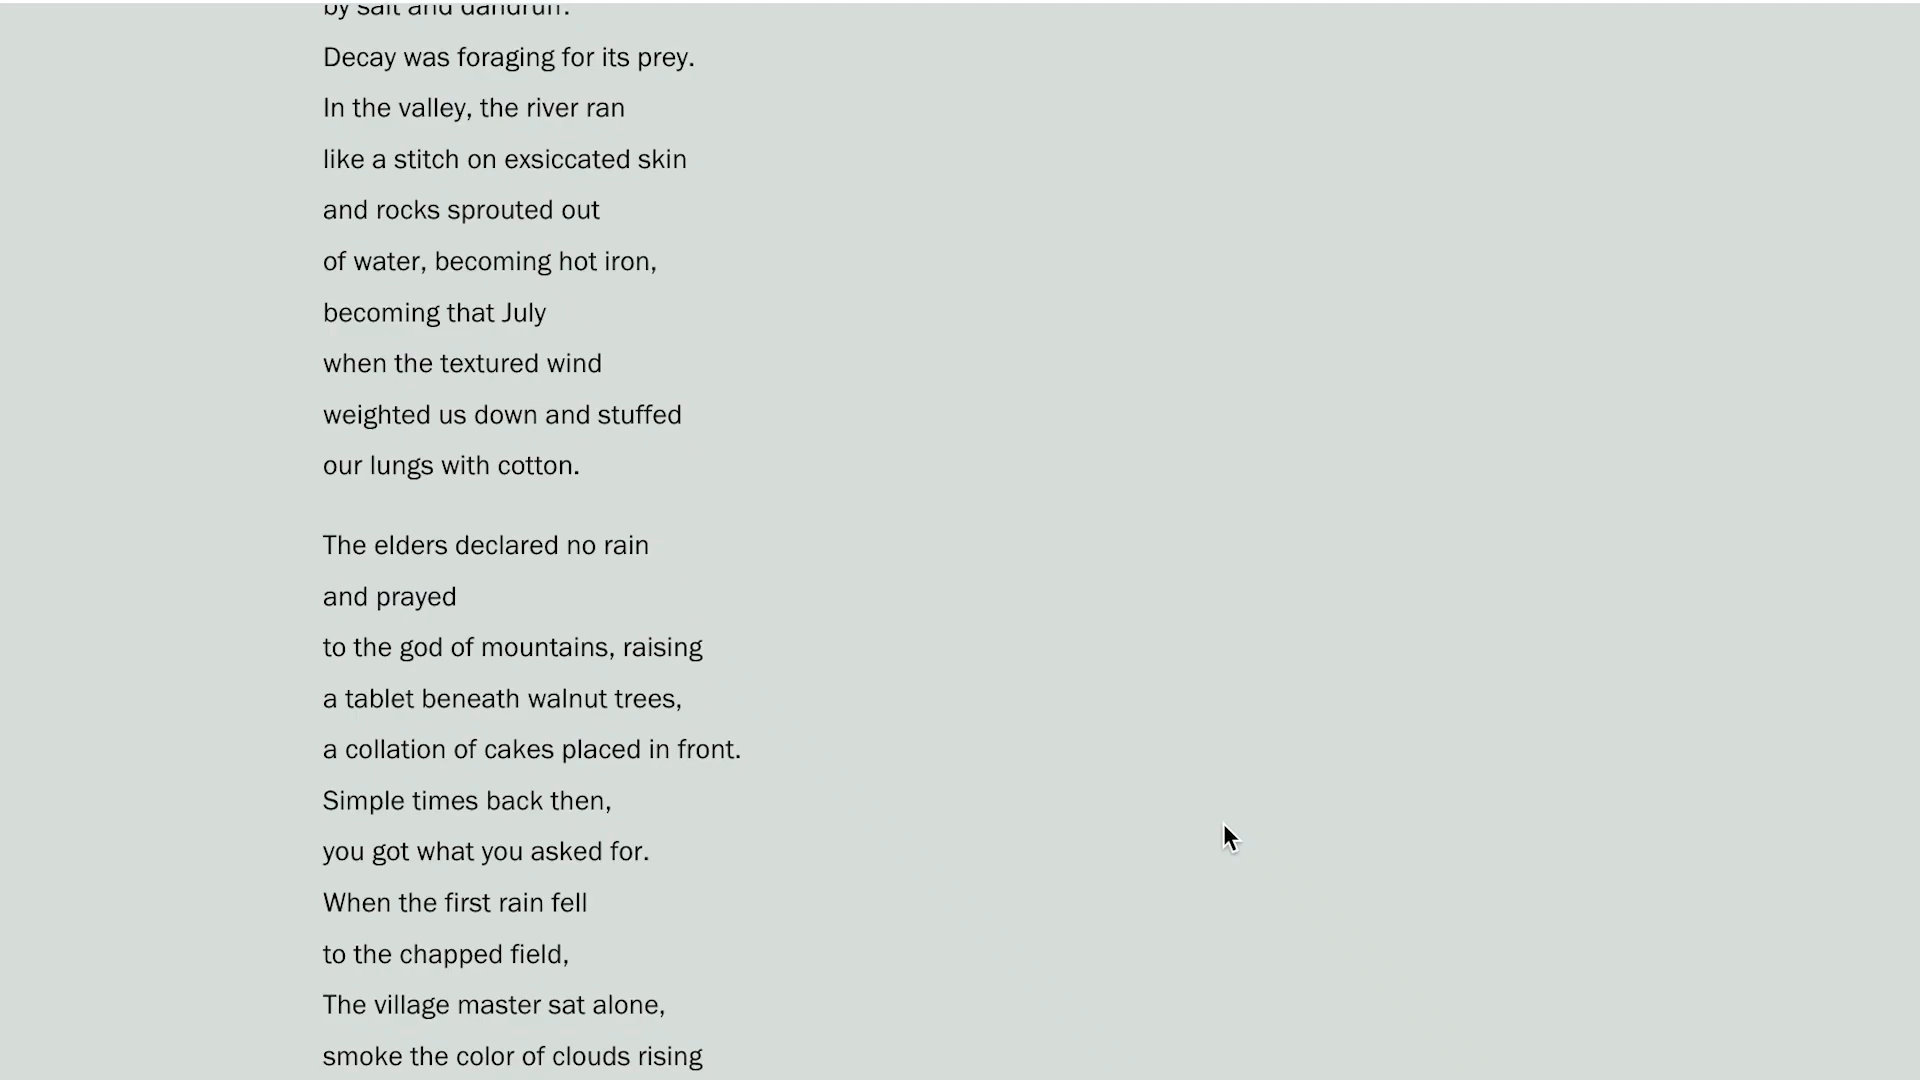 by salt and dandruff.
Decay was foraging for its prey.
In the valley, the river ran
like a stitch on exsiccated skin
and rocks sprouted out
of water, becoming hot iron,
becoming that July
when the textured wind
weighted us down and stuffed
our lungs with cotton.
The elders declared no rain
and prayed
to the god of mountains, raising
a tablet beneath walnut trees,
a collation of cakes placed in front.
Simple times back then,
you got what you asked for.
When the first rain fell
to the chapped field,
The village master sat alone,
smoke the color of clouds rising